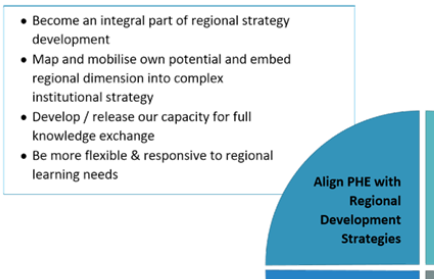 • Become an integral part of regional strategy
development
• Map and mobilise own potential and embed
regional dimension into complex
institutional strategy
• Develop / release our capacity for full
knowledge exchange
• Be more flexible & responsive to regional
learning needs
Align PHE with
Regional
Development
Strategies